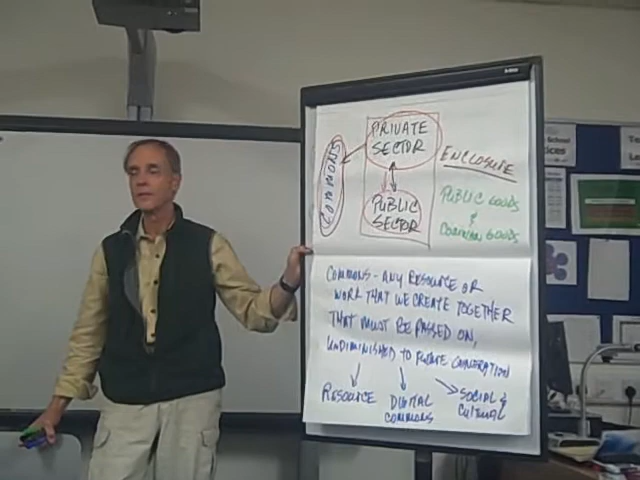 PRIVATE
SECTOR
COMMONS
ENCLOSURE
PUBLIC
SECTOR
PUBLIC GOODS
&
COMMON GOODS
COMMONS - ANY RESOURCE OR
WORK THAT WE CREATE TOGETHER
THAT MUST BE PASSED ON,
UNDIMINISHED TO FUTURE GENERATION
RESOURCE
DIGITAL
COMMONS
SOCIAL &
CULTURAL
School